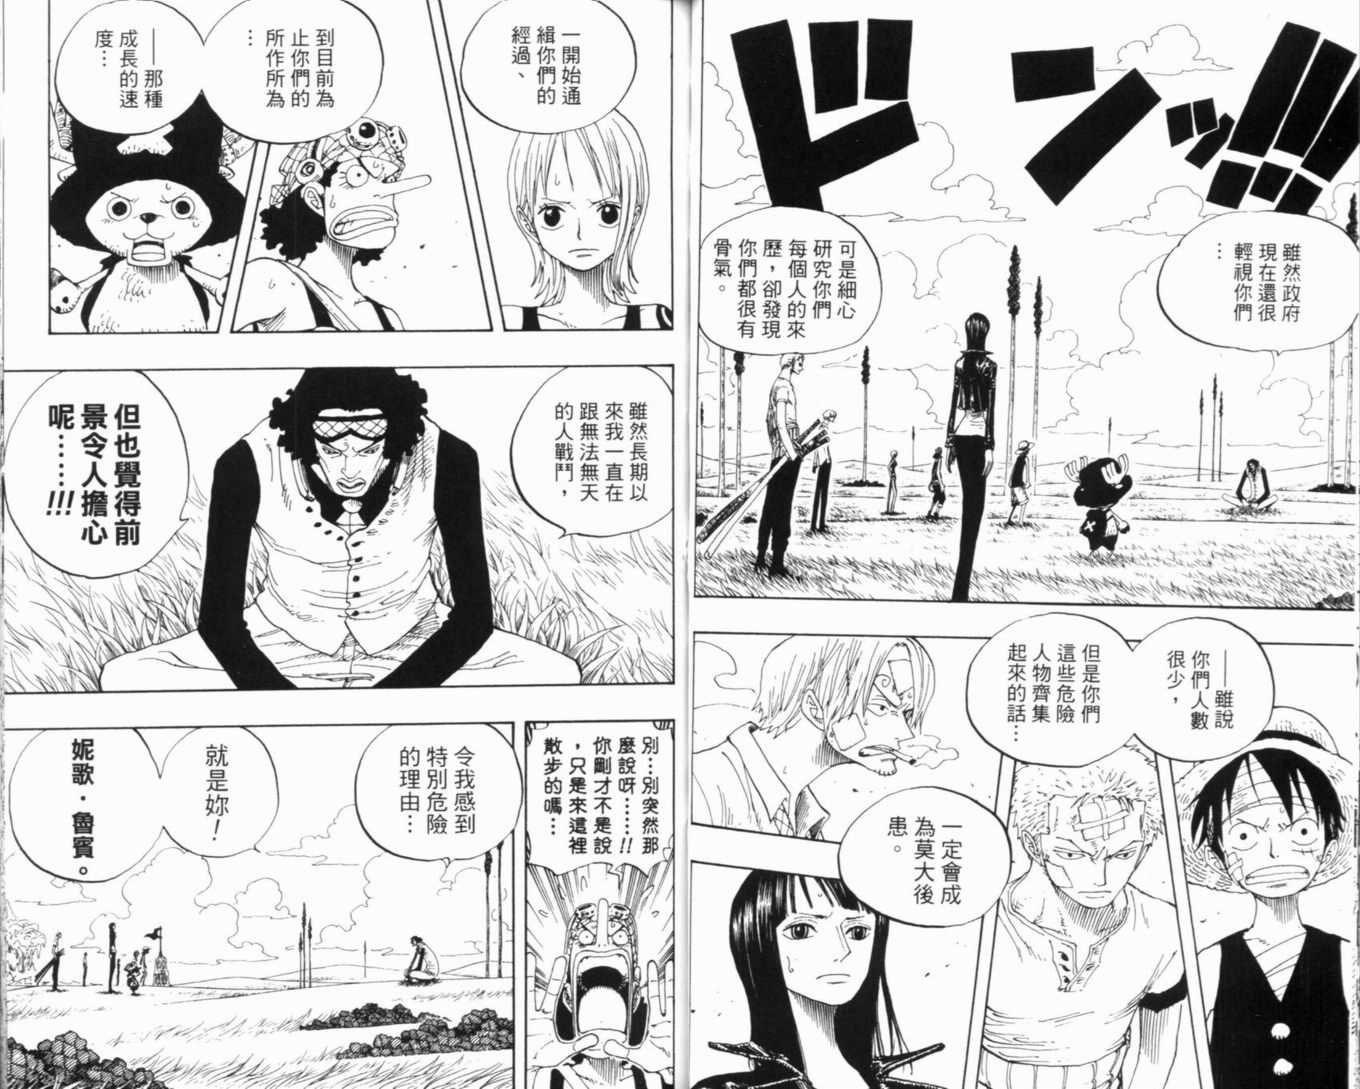 ドンッ!!!
雖然政府
現在還很
輕視你們
…
可是細心
研究你們
每個人的來
歷，卻發現
你們都很有
骨氣。
——雖說
你們人數
很少，
但是你們
這些危險
人物齊集
起來的話…
一定會成
為莫大後
患。
一開始通
緝你們的
經過、
到目前為
止你們的
所作所為
…
——那種
成長的速
度…
雖然長期以
來我一直在
跟無法無天
的人戰鬥，
但也覺得前
景令人擔心
呢……!!!
別…別突然那
麼說呀……!!
你剛才不是說
，只是來這裡
散步的嗎…
令我感到
特別危險
的理由…
就是妳！
妮歌．魯賓。